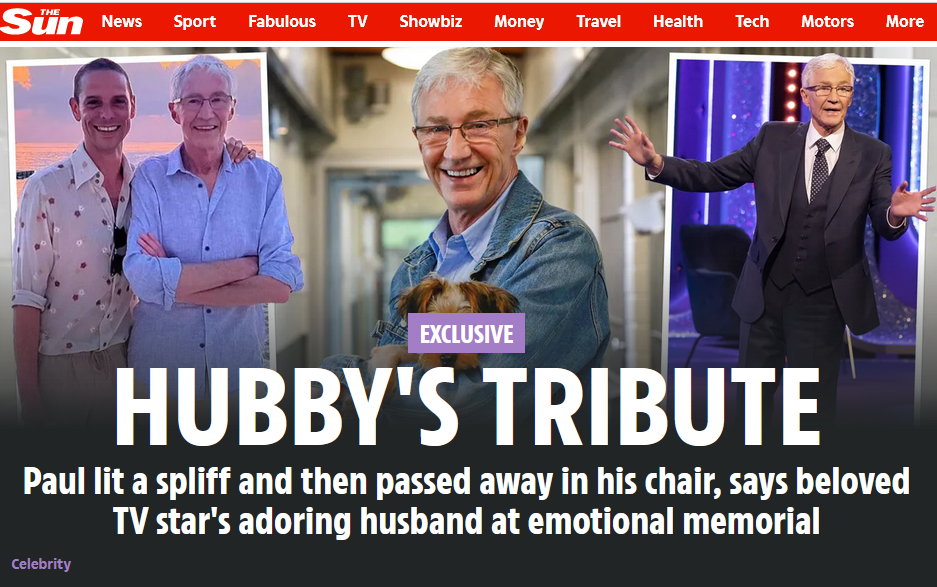 THE
Sun
News Sport Fabulous TV Showbiz Money Travel Health Tech Motors More
EXCLUSIVE
HUBBY'S TRIBUTE
Paul lit a spliff and then passed away in his chair, says beloved
TV star's adoring husband at emotional memorial
Celebrity